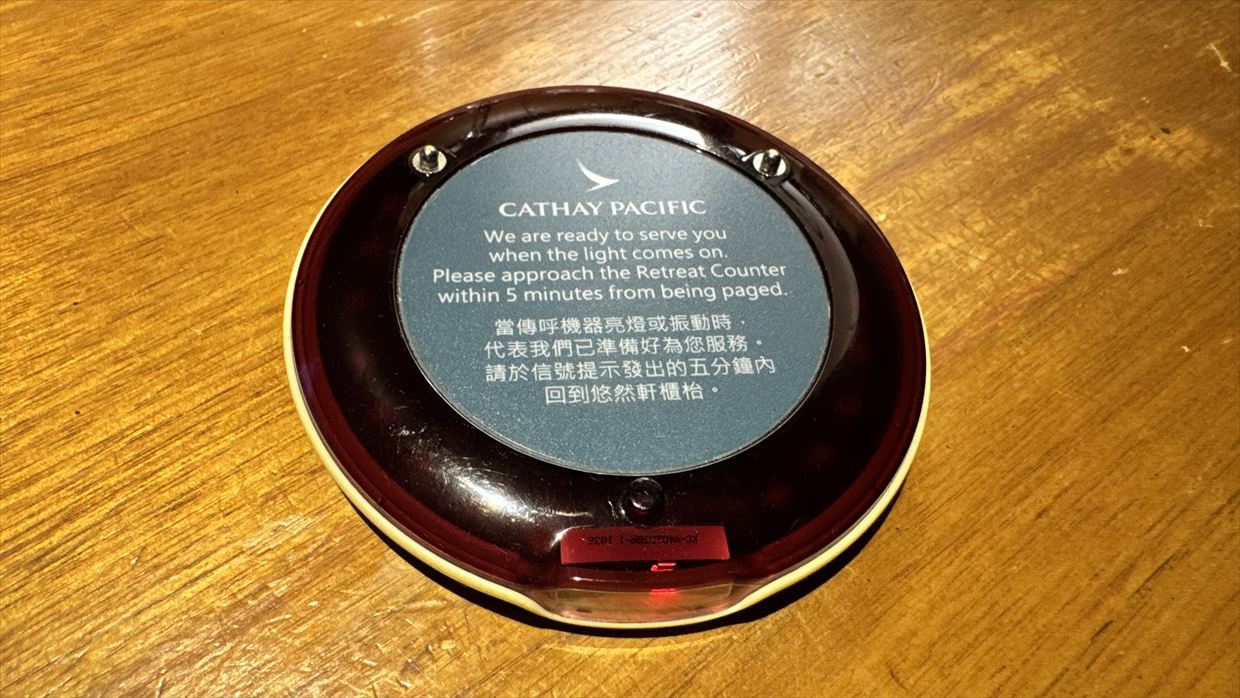 CATHAY PACIFIC
We are ready to serve you
when the light comes on.
Please approach the Retreat Counter
within 5 minutes from being paged.
當傳呼機器亮燈或振動時，
代表我們已準備好為您服務。
請於信號提示發出的五分鐘內
回到悠然軒櫃枱。